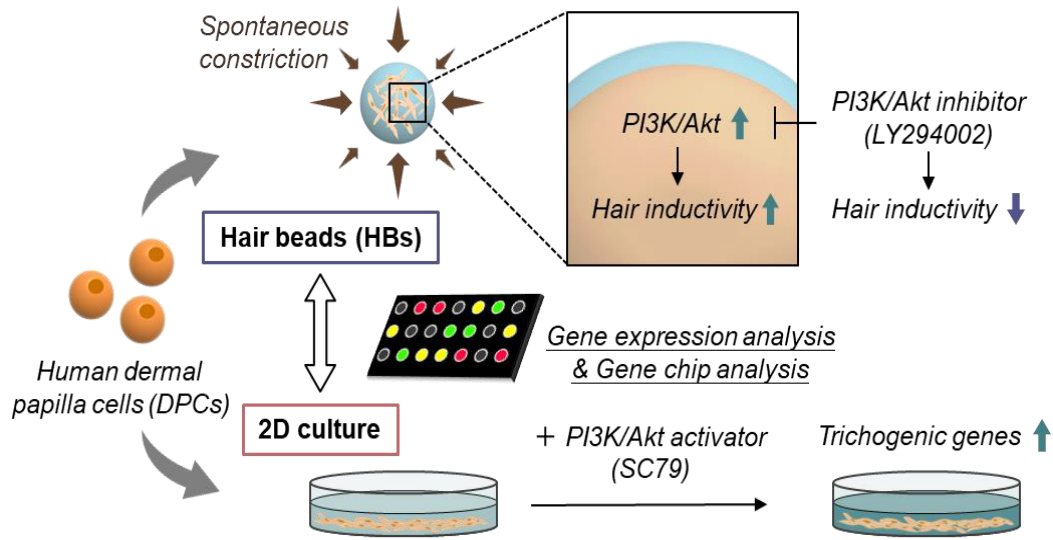 Spontaneous
constriction
PI3K/Akt
Hair inductivity
PI3K/Akt inhibitor
(LY294002)
Hair inductivity
Hair beads (HBs)
Gene expression analysis
& Gene chip analysis
Human dermal
papilla cells (DPCs)
2D culture
+ PI3K/Akt activator
(SC79)
Trichogenic genes